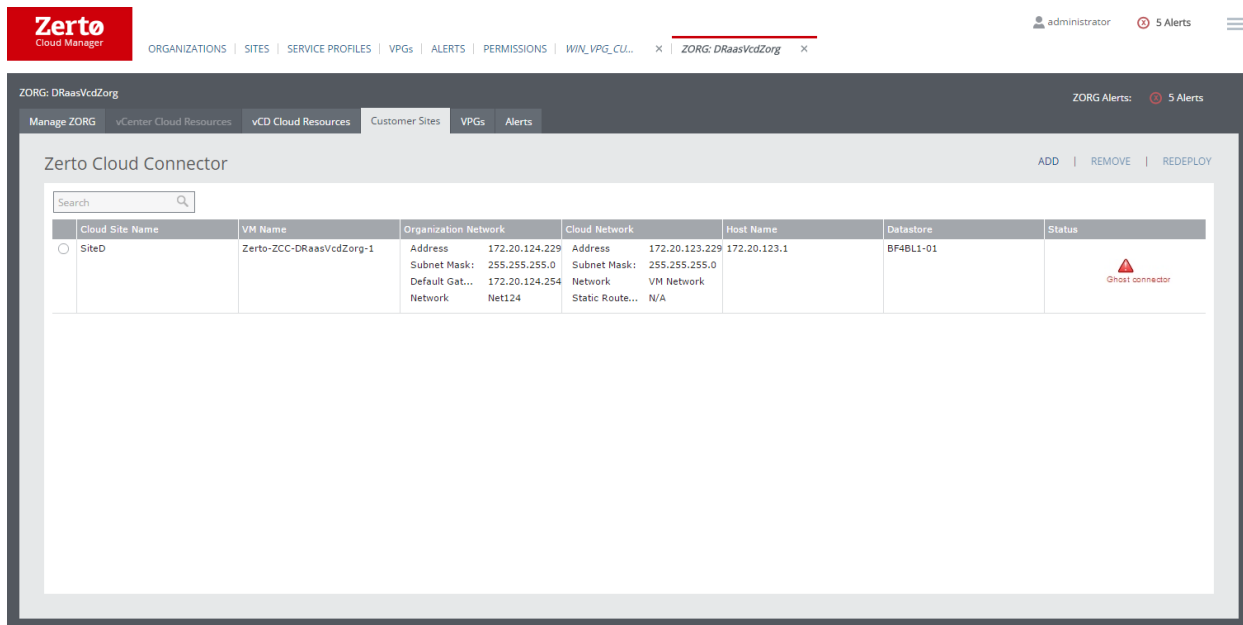 Zerto
Cloud Manager
administrator
5 Alerts
ORGANIZATIONS | SITES | SERVICE PROFILES | VPGs | ALERTS | PERMISSIONS | WIN_VPG_CU... × | ZORG: DRaasVcdZorg ×
ZORG: DRaasVcdZorg
ZORG Alerts: 5 Alerts
Manage ZORG vCenter Cloud Resources vCD Cloud Resources Customer Sites VPGs Alerts
Zerto Cloud Connector
ADD | REMOVE | REDEPLOY
Search
Cloud Site Name VM Name Organization Network Cloud Network Host Name Datastore Status
SiteD Zerto-ZCC-DRaasVcdZorg-1 Address 172.20.124.229 Address 172.20.123.229 172.20.123.1 BF4BL1-01
Subnet Mask: 255.255.255.0 Subnet Mask: 255.255.255.0
Default Gat... 172.20.124.254 Network VM Network
Ghost connector
Network Net124 Static Route... N/A